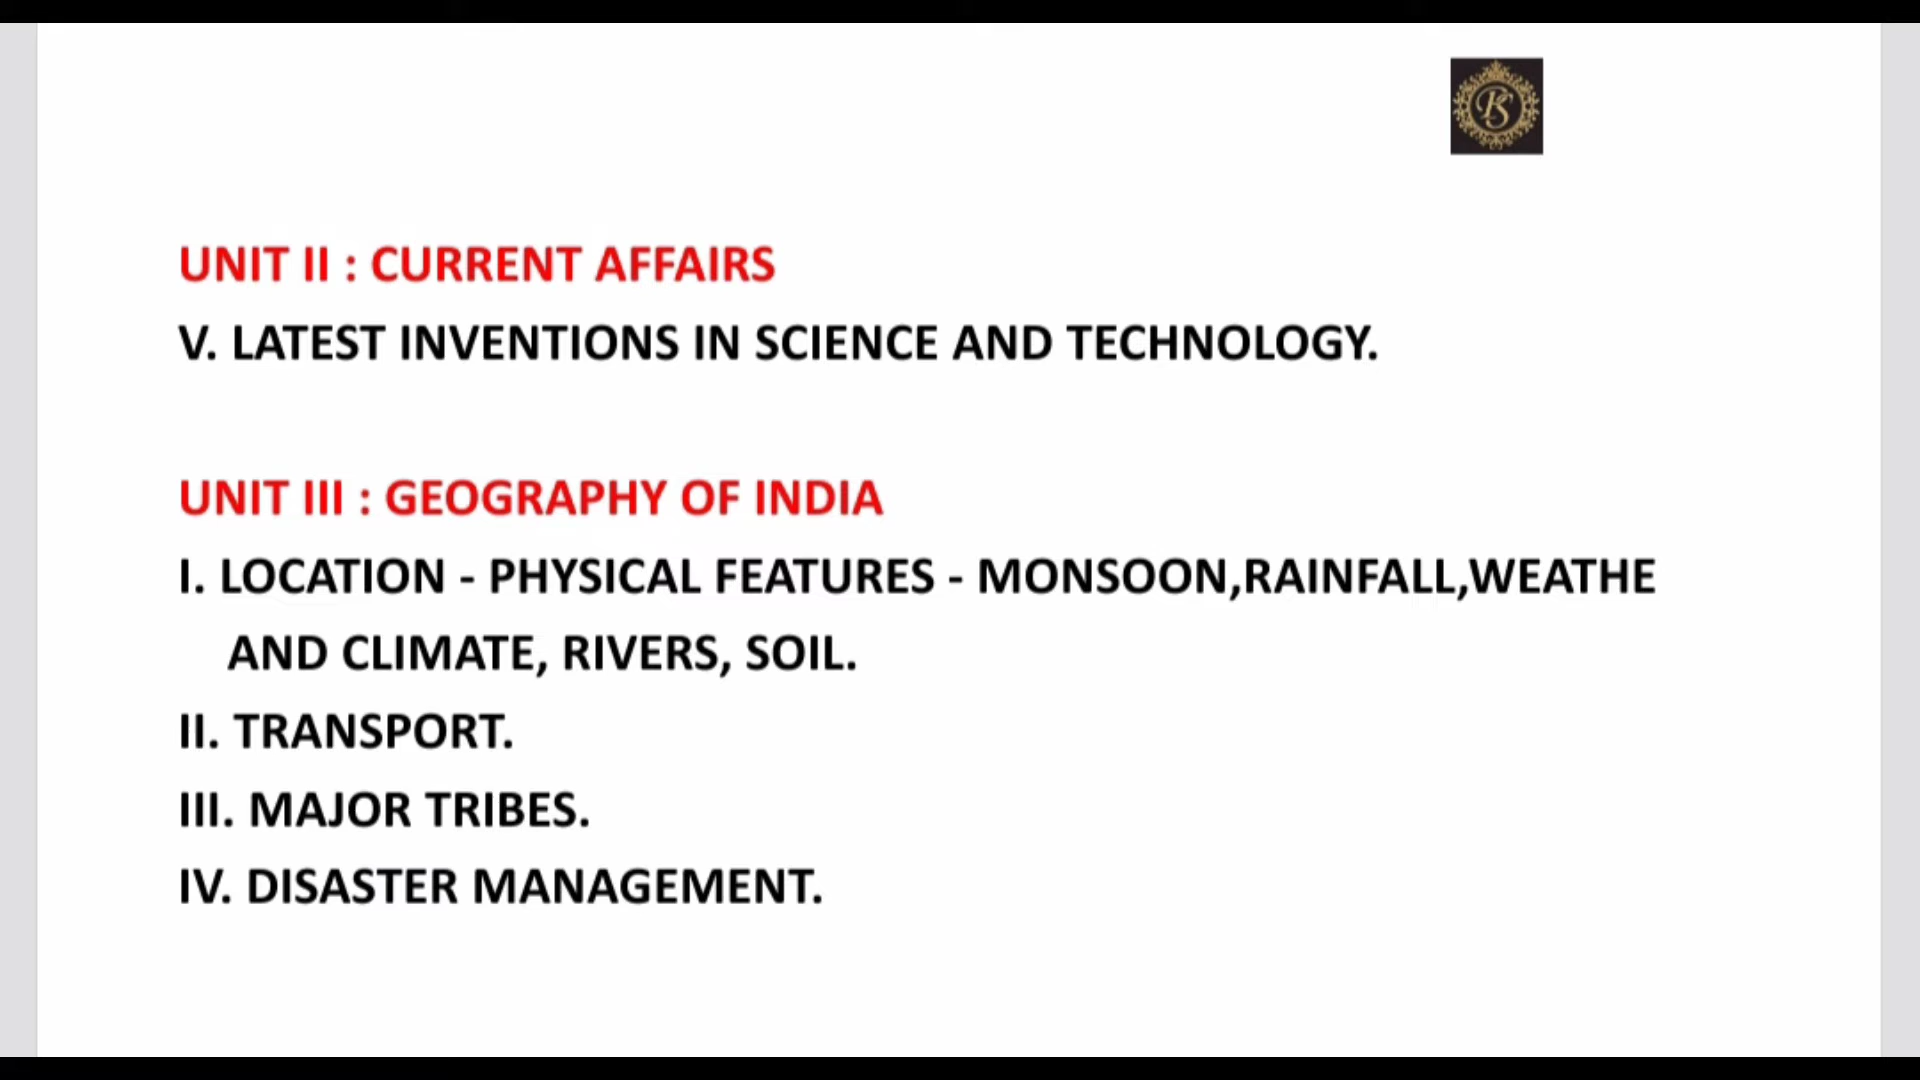 PS
UNIT II : CURRENT AFFAIRS
V. LATEST INVENTIONS IN SCIENCE AND TECHNOLOGY.
UNIT III : GEOGRAPHY OF INDIA
I. LOCATION - PHYSICAL FEATURES - MONSOON,RAINFALL,WEATHE
AND CLIMATE, RIVERS, SOIL.
II. TRANSPORT.
III. MAJOR TRIBES.
IV. DISASTER MANAGEMENT.